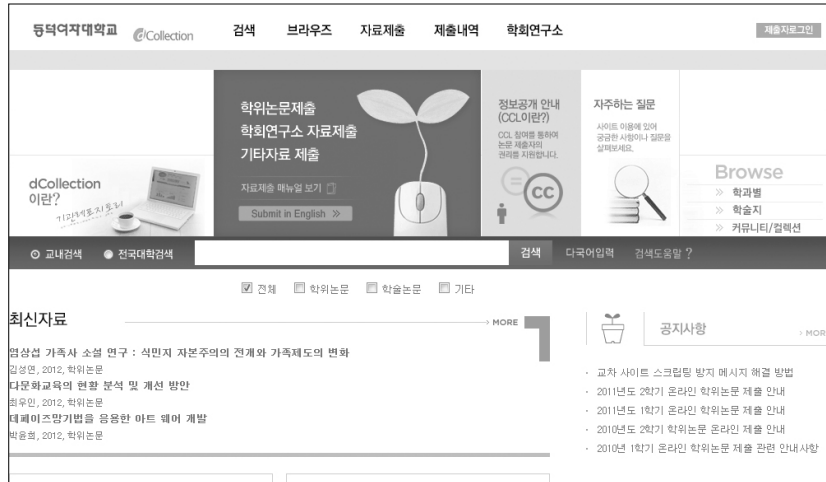 동덕여자대학교 dCollection
검색 브라우즈 자료제출 제출내역 학회연구소
제출자로그인
dCollection
이란?
기관레포지토리
학위논문제출
학회연구소 자료제출
기타자료 제출
자료제출 매뉴얼 보기
Submit in English »
정보공개 안내
(CCL이란?)
CCL 참여를 통하여
논문 제출자의
권리를 지원합니다.
cc
자주하는 질문
사이트 이용에 있어
궁금한 사항이나 질문을
살펴보세요.
Browse
» 학과별
» 학술지
» 커뮤니티/컬렉션
교내검색 전국대학검색 검색 다국어입력 검색도움말 ?
전체 학위논문 학술논문 기타
최신자료
> MORE
염상섭 가족사 소설 연구 : 식민지 자본주의의 전개와 가족제도의 변화
김성연, 2012, 학위논문
다문화교육의 현황 분석 및 개선 방안
최우인, 2012, 학위논문
데페이즈망기법을 응용한 아트 웨어 개발
박윤희, 2012, 학위논문
공지사항
> MOR
· 교차 사이트 스크립팅 방지 메시지 해결 방법
· 2011년도 2학기 온라인 학위논문 제출 안내
· 2011년도 1학기 온라인 학위논문 제출 안내
· 2010년도 2학기 학위논문 온라인 제출 안내
· 2010년 1학기 온라인 학위논문 제출 관련 안내사항